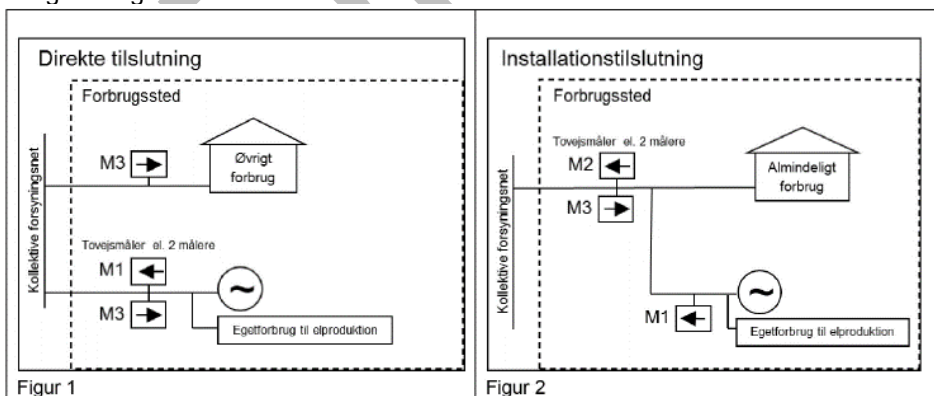 Direkte tilslutning
Forbrugssted
M3
Øvrigt
forbrug
Kollektive forsyningsnet
Tovejsmåler el. 2 målere
M1
M3
~
Egetforbrug til elproduktion
Figur 1
Installationstilslutning
Forbrugssted
Tovejsmåler el. 2 målere
M2
M3
Almindeligt
forbrug
Kollektive forsyningsnet
M1
~
Egetforbrug til elproduktion
Figur 2